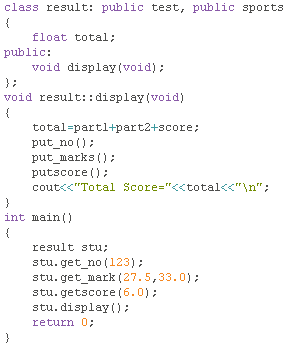 class result: public test, public sports
{
    float total;
public:
    void display(void);
};
void result::display(void)
{
    total=part1+part2+score;
    put_no();
    put_marks();
    putscore();
    cout<<"Total Score="<<total<<"\n";
}
int main()
{
    result stu;
    stu.get_no(123);
    stu.get_mark(27.5,33.0);
    stu.getscore(6.0);
    stu.display();
    return 0;
}